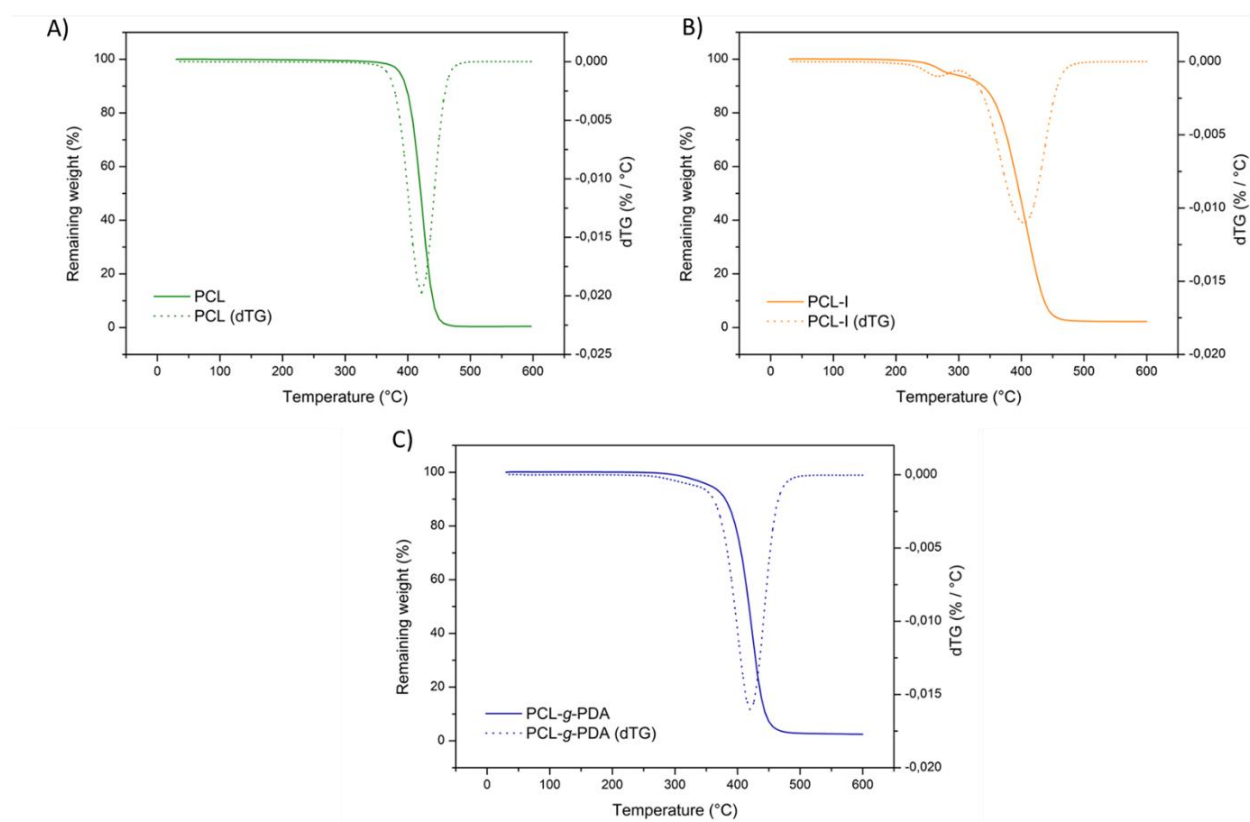 A)
100
80
60
40
20
0
Remaining weight (%)
0,000
-0,005
-0,010
-0,015
-0,020
-0,025
dTG (% / °C)
PCL
PCL (dTG)
0 100 200 300 400 500 600
Temperature (°C)
B)
100
80
60
40
20
0
Remaining weight (%)
0,000
-0,005
-0,010
-0,015
-0,020
dTG (% / °C)
PCL-I
PCL-I (dTG)
0 100 200 300 400 500 600
Temperature (°C)
C)
100
80
60
40
20
0
Remaining weight (%)
0,000
-0,005
-0,010
-0,015
-0,020
dTG (% / °C)
PCL-g-PDA
PCL-g-PDA (dTG)
0 100 200 300 400 500 600
Temperature (°C)